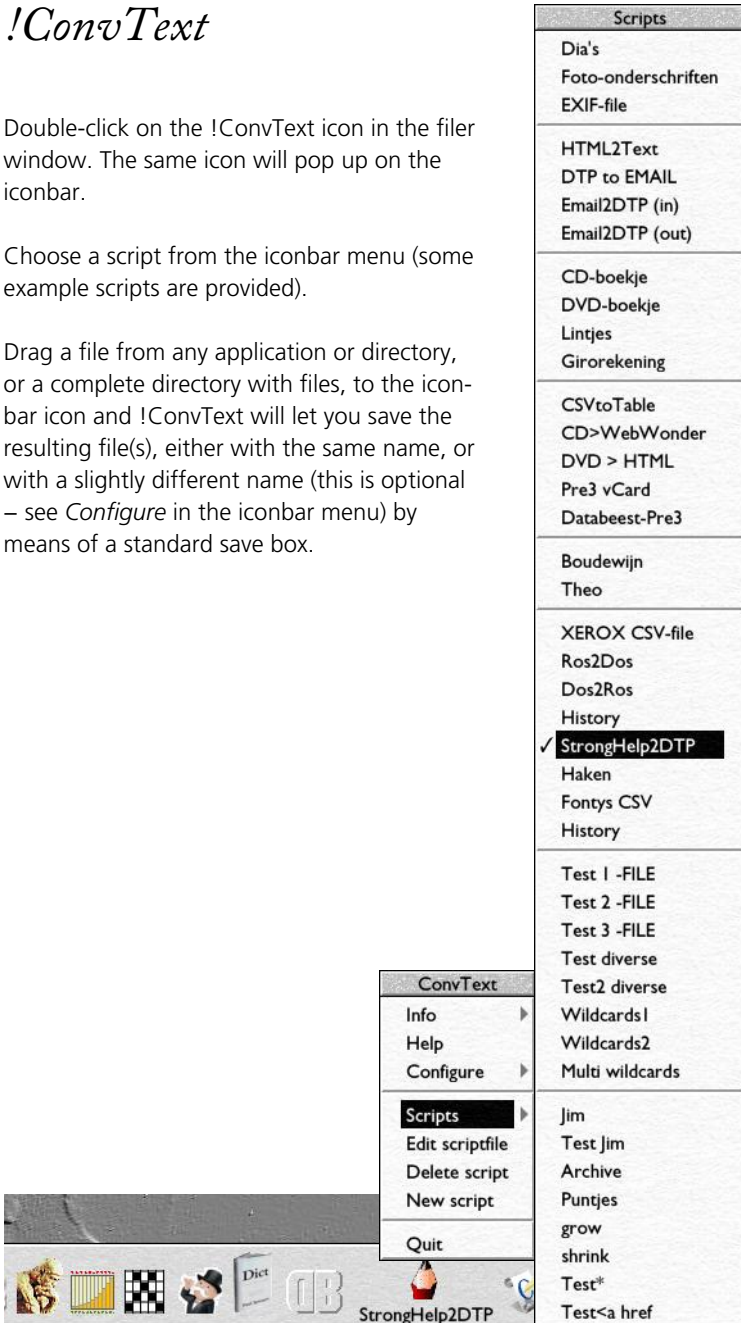 !ConvText
Double-click on the !ConvText icon in the filer
window. The same icon will pop up on the
iconbar.
Choose a script from the iconbar menu (some
example scripts are provided).
Drag a file from any application or directory,
or a complete directory with files, to the icon-
bar icon and !ConvText will let you save the
resulting file(s), either with the same name, or
with a slightly different name (this is optional
– see Configure in the iconbar menu) by
means of a standard save box.
Scripts
Dia's
Foto-onderschriften
EXIF-file
HTML2Text
DTP to EMAIL
Email2DTP (in)
Email2DTP (out)
CD-boekje
DVD-boekje
Lintjes
Girorekening
CSVtoTable
CD>WebWonder
DVD > HTML
Pre3 vCard
Databeest-Pre3
Boudewijn
Theo
XEROX CSV-file
Ros2Dos
Dos2Ros
History
✓ StrongHelp2DTP
Haken
Fontys CSV
History
Test 1 -FILE
Test 2 -FILE
Test 3 -FILE
Test diverse
Test2 diverse
Wildcards1
Wildcards2
Multi wildcards
Jim
Test Jim
Archive
Puntjes
grow
shrink
Test*
Test<a href
ConvText
Info
Help
Configure
Scripts
Edit scriptfile
Delete script
New script
Quit
Dict
DB
StrongHelp2DTP